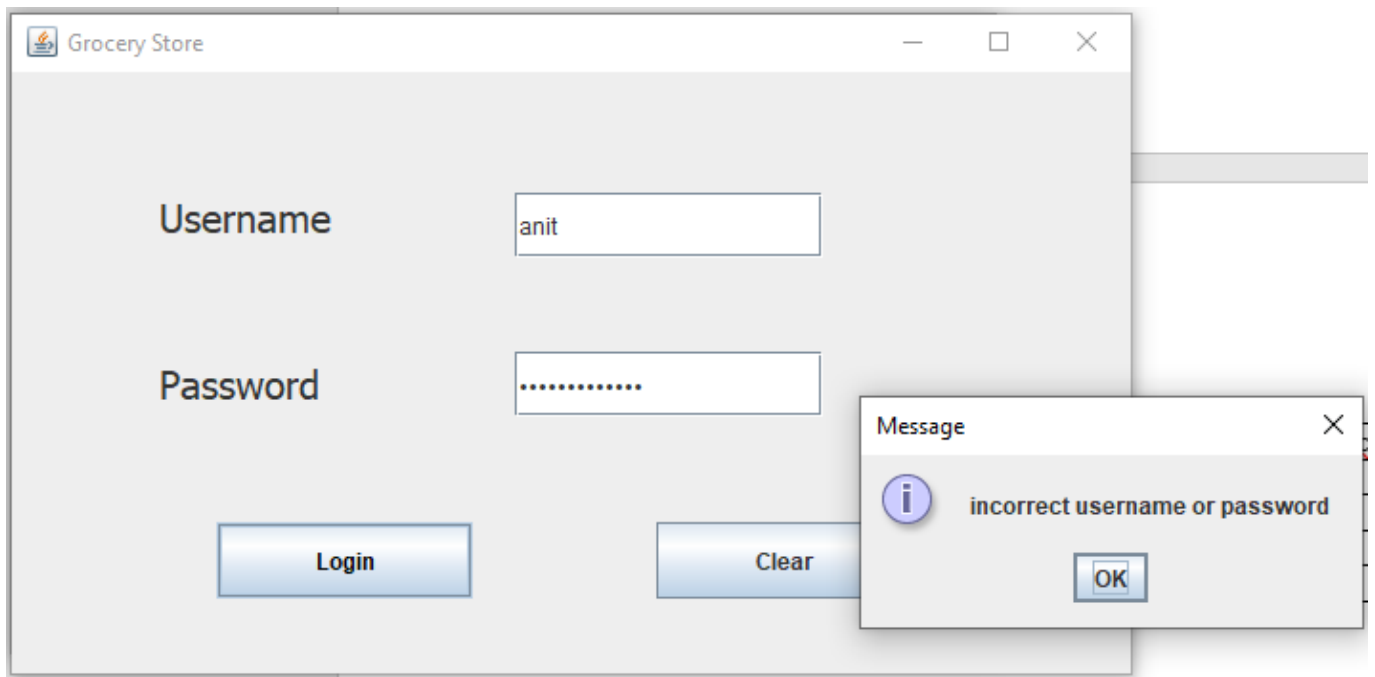 Grocery Store
Username
anit
Password
•••••••••••••
Message
incorrect username or password
OK
Login
Clear